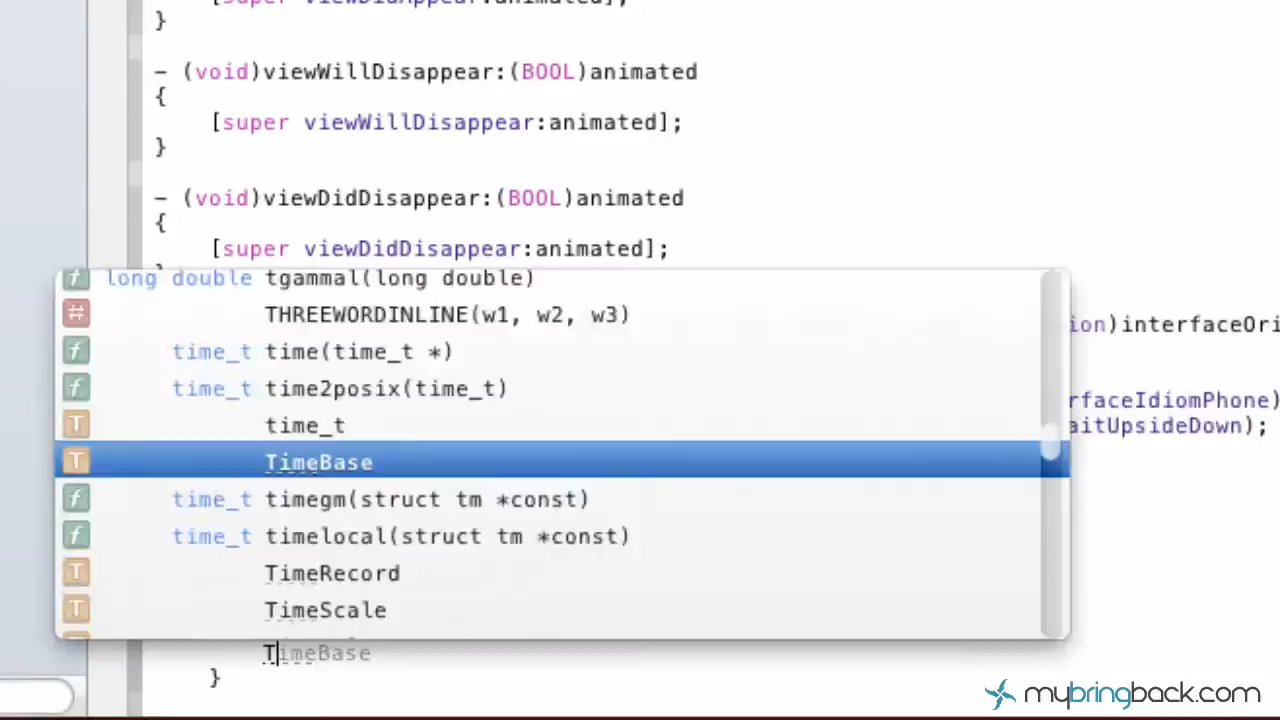 [super viewDidAppear:animated];
}
- (void)viewWillDisappear:(BOOL)animated
{
[super viewWillDisappear:animated];
}
- (void)viewDidDisappear:(BOOL)animated
{
[super viewDidDisappear:animated];
}
long double tgammal(long double)
# THREEWORDINLINE(w1, w2, w3)
ion)interfaceOri
f time_t time(time_t *)
f time_t time2posix(time_t)
rfaceIdiomPhone)
T time_t
aitUpsideDown);
T TimeBase
f time_t timegm(struct tm *const)
f time_t timelocal(struct tm *const)
T TimeRecord
T TimeScale
TimeBase
}
mybringback.com